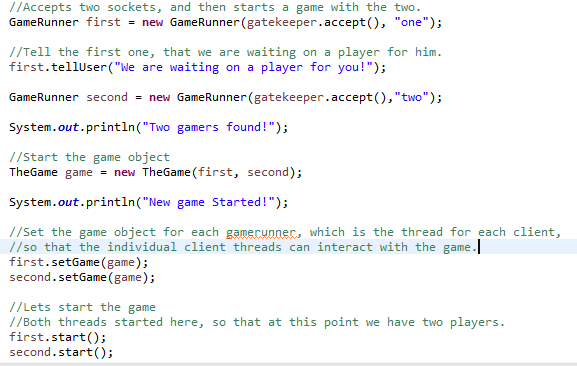 //Accepts two sockets, and then starts a game with the two.
GameRunner first = new GameRunner(gatekeeper.accept(), "one");
//Tell the first one, that we are waiting on a player for him.
first.tellUser("We are waiting on a player for you!");
GameRunner second = new GameRunner(gatekeeper.accept(),"two");
System.out.println("Two gamers found!");
//Start the game object
TheGame game = new TheGame(first, second);
System.out.println("New game Started!");
//Set the game object for each gamerunner, which is the thread for each client,
//so that the individual client threads can interact with the game.
first.setGame(game);
second.setGame(game);
//Lets start the game
//Both threads started here, so that at this point we have two players.
first.start();
second.start();